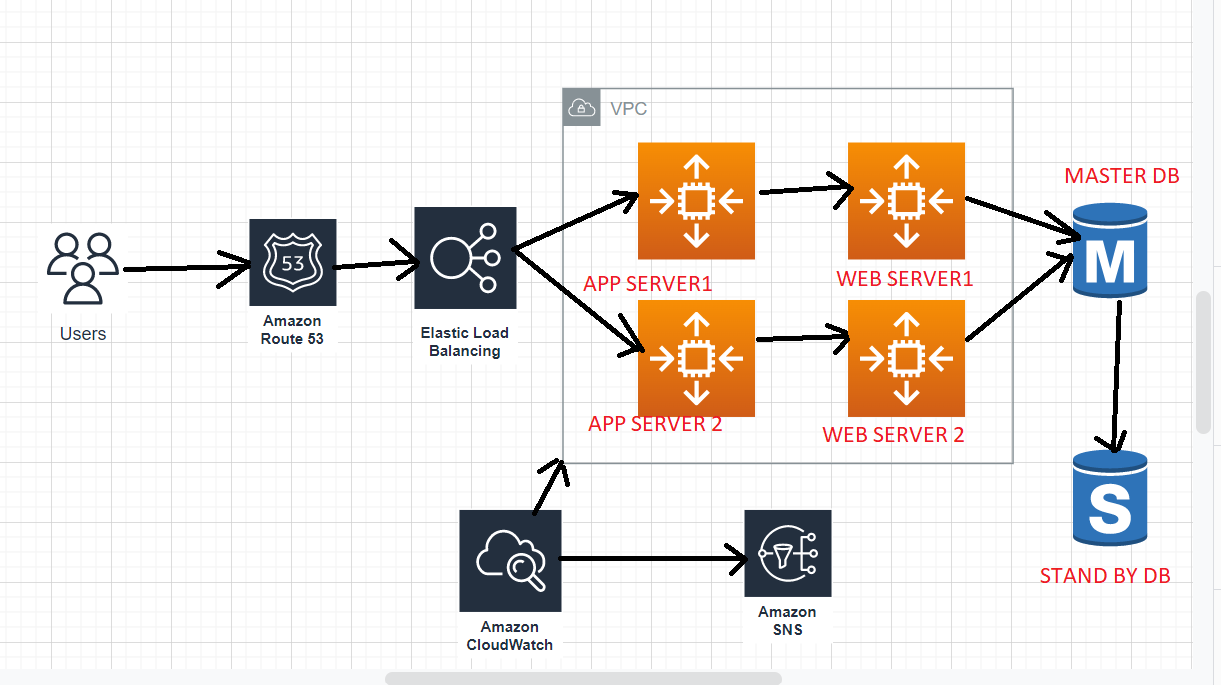 VPC
MASTER DB
53
M
APP SERVER1
WEB SERVER1
Users
Amazon
Route 53
Elastic Load
Balancing
APP SERVER 2
WEB SERVER 2
S
STAND BY DB
Amazon
CloudWatch
Amazon
SNS